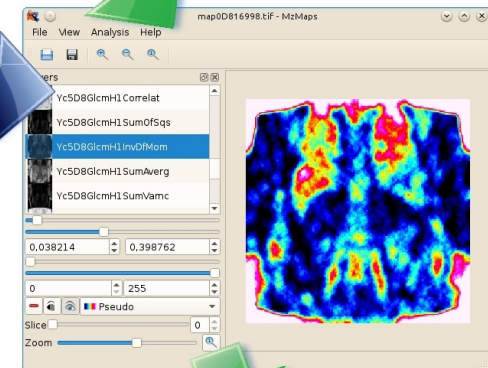 map0D816998.tif - MzMaps
File View Analysis Help
Yc5D8GlcmH1Correlat
Yc5D8GlcmH1SumOfSqs
Yc5D8GlcmH1InvDfMom
Yc5D8GlcmH1SumAverg
Yc5D8GlcmH1SumVarnc
0,038214 0,398762
0 255
Pseudo
Slice 0
Zoom